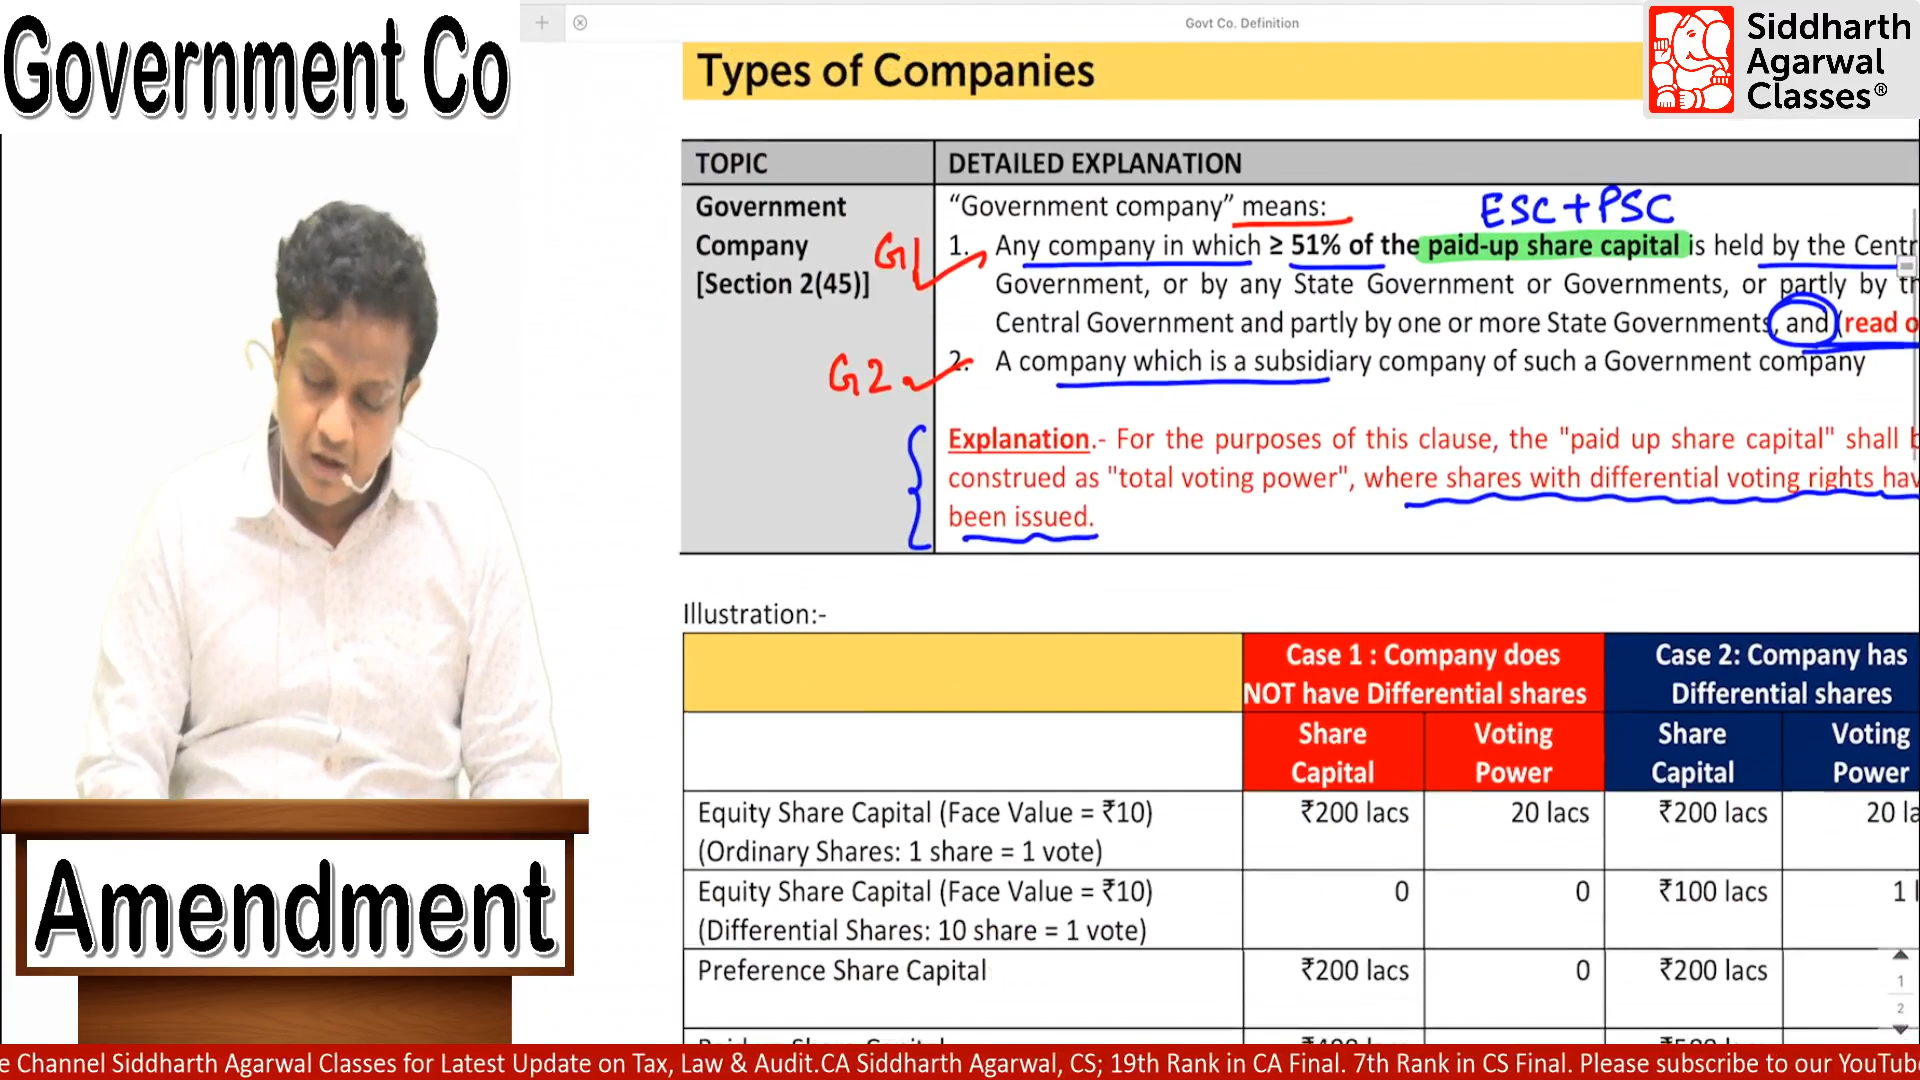 Government Co
Govt Co. Definition
Siddharth
Agarwal
Classes®
Types of Companies
TOPIC
DETAILED EXPLANATION
Government
Company
[Section 2(45)]
“Government company” means:
ESC + PSC
G1
1. Any company in which ≥ 51% of the paid-up share capital is held by the Centr
Government, or by any State Government or Governments, or partly by th
Central Government and partly by one or more State Governments, and (read o
G2
2. A company which is a subsidiary company of such a Government company
Explanation.- For the purposes of this clause, the "paid up share capital" shall b
construed as "total voting power", where shares with differential voting rights hav
been issued.
Illustration:-
Case 1 : Company does
NOT have Differential shares
Case 2: Company has
Differential shares
Share
Capital
Voting
Power
Share
Capital
Voting
Power
Equity Share Capital (Face Value = ₹10)
(Ordinary Shares: 1 share = 1 vote)
₹200 lacs
20 lacs
₹200 lacs
20 la
Equity Share Capital (Face Value = ₹10)
(Differential Shares: 10 share = 1 vote)
0
0
₹100 lacs
1 l
Preference Share Capital
₹200 lacs
0
₹200 lacs
1
2
Amendment
e Channel Siddharth Agarwal Classes for Latest Update on Tax, Law & Audit.CA Siddharth Agarwal, CS; 19th Rank in CA Final. 7th Rank in CS Final. Please subscribe to our YouTub